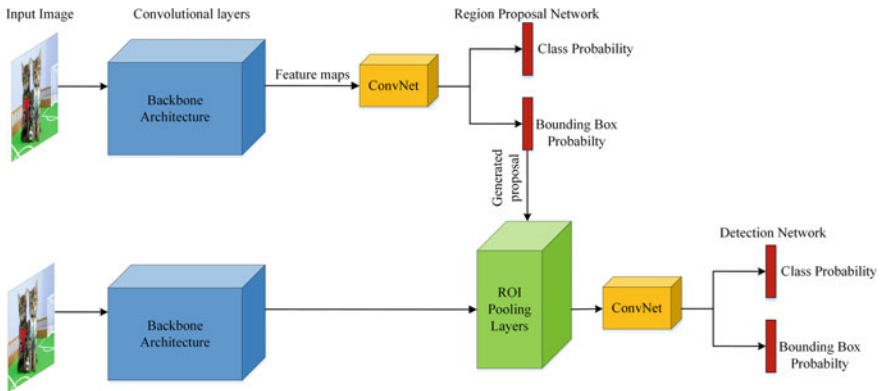 Input Image
Convolutional layers
Region Proposal Network
Class Probability
Feature maps
ConvNet
Backbone
Architecture
Bounding Box
Probabilty
Generated
proposal
Detection Network
Class Probability
ROI
Pooling
Layers
ConvNet
Backbone
Architecture
Bounding Box
Probabilty